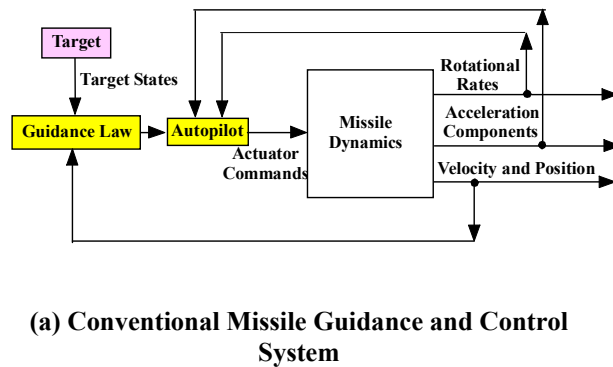 Target
Target States
Guidance Law
Autopilot
Actuator
Commands
Missile
Dynamics
Rotational
Rates
Acceleration
Components
Velocity and Position
(a) Conventional Missile Guidance and Control
System